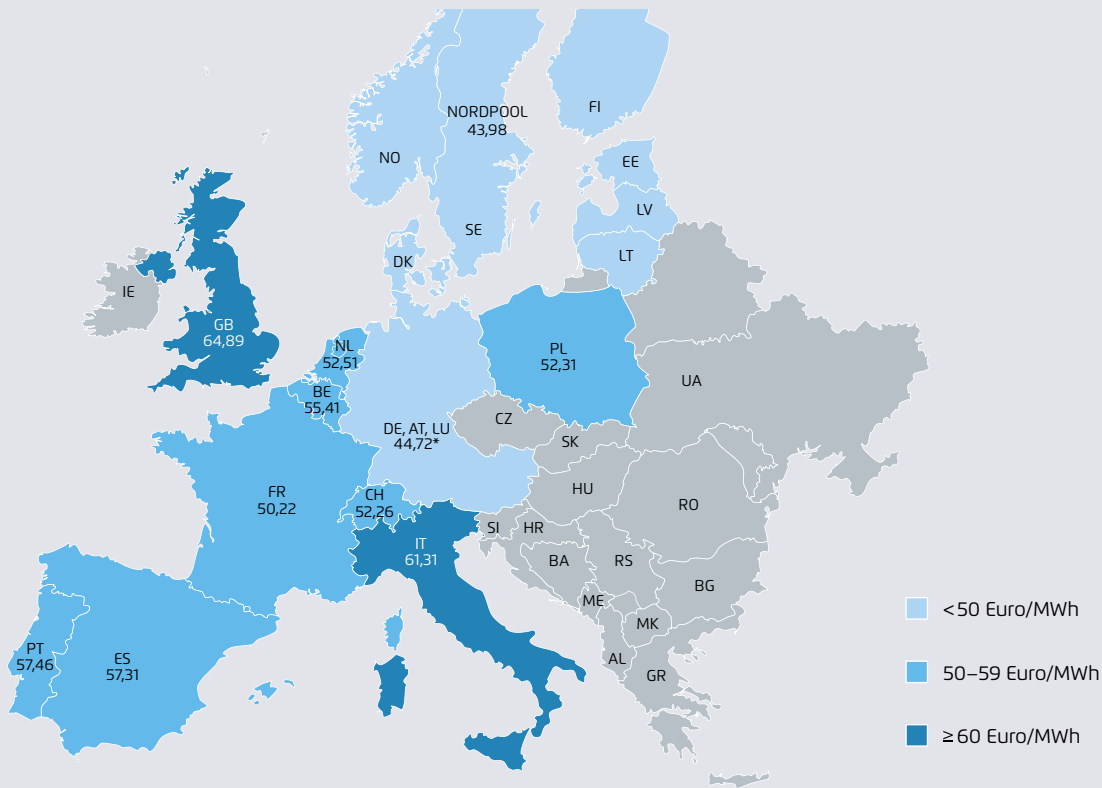 NORDPOOL
43,98
FI
NO
EE
LV
SE
LT
DK
IE
GB
64,89
NL
52,51
PL
52,31
UA
BE
55,41
CZ
DE, AT, LU
44,72*
SK
HU
FR
50,22
CH
52,26
RO
SI
HR
IT
61,31
BA
RS
BG
ME
MK
AL
GR
PT
57,46
ES
57,31
<50 Euro/MWh
50–59 Euro/MWh
≥60 Euro/MWh